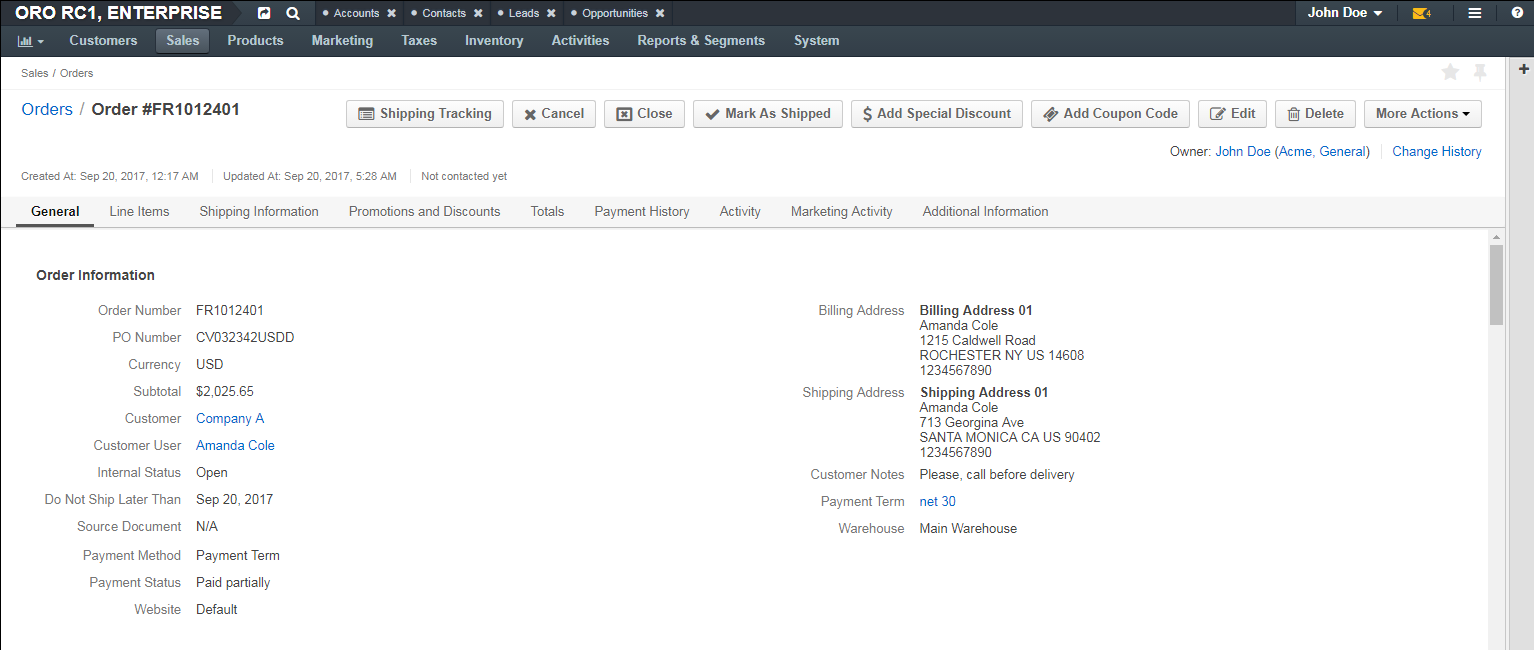 ORO RC1, ENTERPRISE Accounts Contacts Leads Opportunities John Doe 4
Customers Sales Products Marketing Taxes Inventory Activities Reports & Segments System
Sales / Orders
Orders / Order #FR1012401 Shipping Tracking Cancel Close Mark As Shipped $ Add Special Discount Add Coupon Code Edit Delete More Actions
Owner: John Doe (Acme, General) Change History
Created At: Sep 20, 2017, 12:17 AM Updated At: Sep 20, 2017, 5:28 AM Not contacted yet
General Line Items Shipping Information Promotions and Discounts Totals Payment History Activity Marketing Activity Additional Information
Order Information
Order Number FR1012401
PO Number CV032342USDD
Currency USD
Subtotal $2,025.65
Customer Company A
Customer User Amanda Cole
Internal Status Open
Do Not Ship Later Than Sep 20, 2017
Source Document N/A
Payment Method Payment Term
Payment Status Paid partially
Website Default
Billing Address Billing Address 01
Amanda Cole
1215 Caldwell Road
ROCHESTER NY US 14608
1234567890
Shipping Address Shipping Address 01
Amanda Cole
713 Georgina Ave
SANTA MONICA CA US 90402
1234567890
Customer Notes Please, call before delivery
Payment Term net 30
Warehouse Main Warehouse